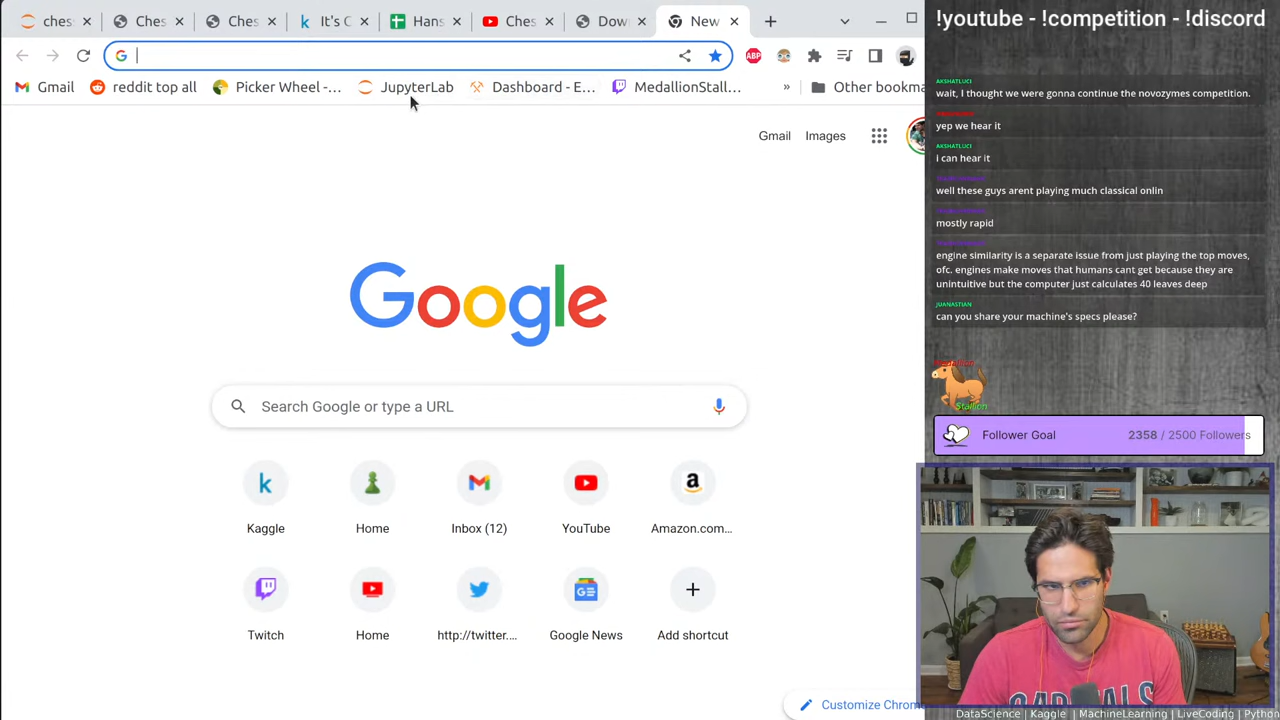 ches
Ches
Ches
It's C
Hans
Ches
Dow
New
!youtube - !competition - !discord
Gmail
reddit top all
Picker Wheel -...
JupyterLab
Dashboard - E...
MedallionStall...
»
Other bookma
Gmail
Images
AKSHATLUCI
wait, I thought we were gonna continue the novozymes competition.
yep we hear it
AKSHATLUCI
I can hear it
well these guys arent playing much classical onlin
mostly rapid
engine similarity is a separate issue from just playing the top moves,
ofc. engines make moves that humans cant get because they are
unintuitive but the computer just calculates 40 leaves deep
JUANASTIAN
can you share your machine's specs please?
Google
Search Google or type a URL
Medallion
Stallion
Follower Goal
2358 / 2500 Followers
Kaggle
Home
Inbox (12)
YouTube
Amazon.com...
Twitch
Home
http://twitter....
Google News
Add shortcut
Customize Chrom
CARDINALS
DataScience | Kaggle | MachineLearning | LiveCoding | Python